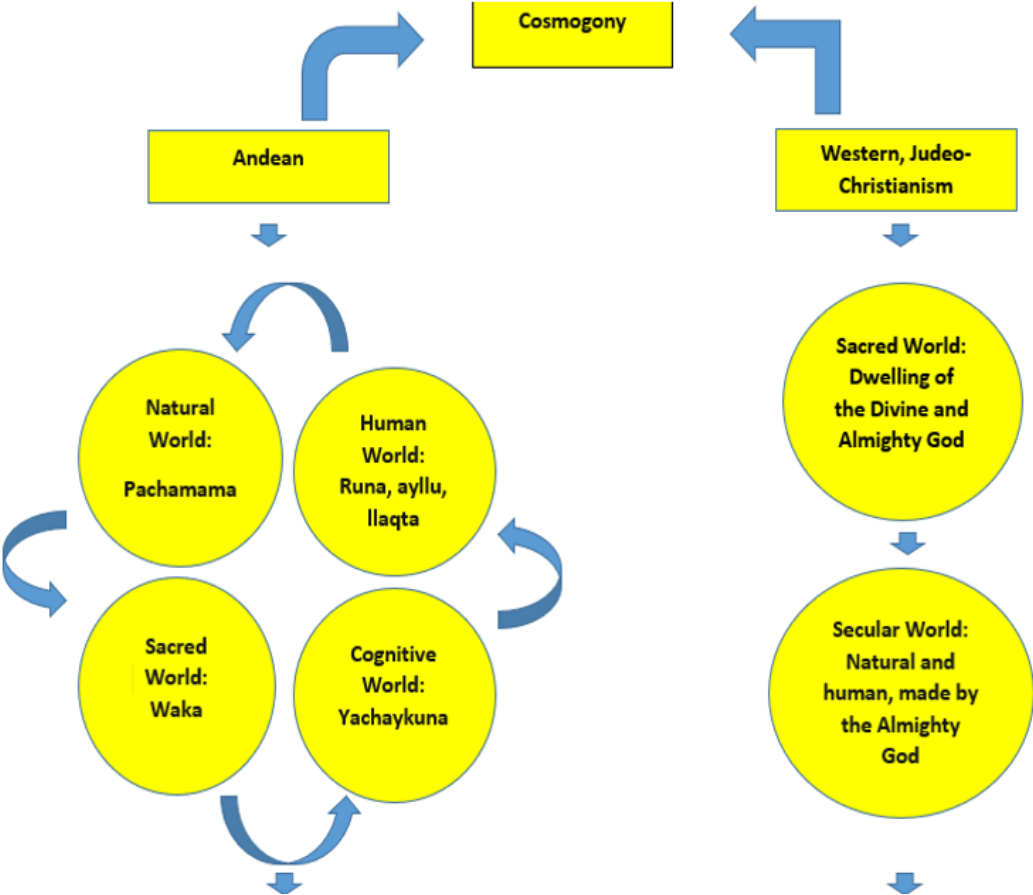 Cosmogony
Andean
Western, Judeo-
Christianism
Natural
World:
Pachamama
Human
World:
Runa, ayllu,
llaqta
Sacred
World:
Waka
Cognitive
World:
Yachaykuna
Sacred World:
Dwelling of
the Divine and
Almighty God
Secular World:
Natural and
human, made by
the Almighty
God